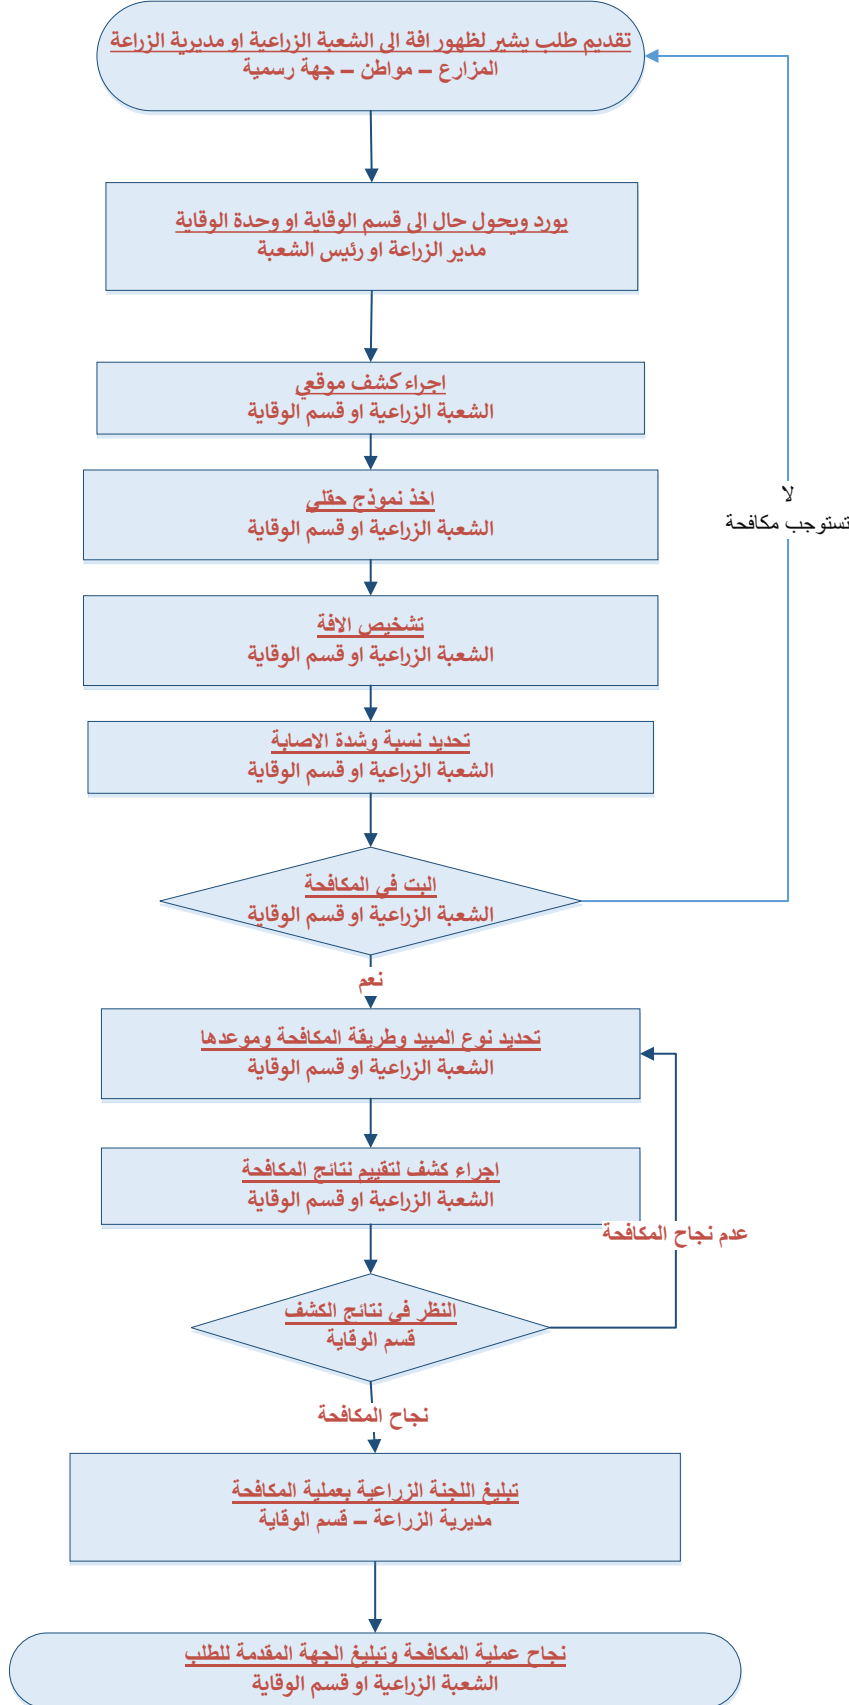 تقديم طلب يشير لظهور افة الى الشعبة الزراعية او مديرية الزراعة
المزارع – مواطن – جهة رسمية
يورد ويحول حال الى قسم الوقاية او وحدة الوقاية
مدير الزراعة او رئيس الشعبة
اجراء كشف موقعي
الشعبة الزراعية او قسم الوقاية
اخذ نموذج حقلي
الشعبة الزراعية او قسم الوقاية
تشخيص الافة
الشعبة الزراعية او قسم الوقاية
تحديد نسبة وشدة الاصابة
الشعبة الزراعية او قسم الوقاية
البت في المكافحة
الشعبة الزراعية او قسم الوقاية
لا
تستوجب مكافحة
نعم
تحديد نوع المبيد وطريقة المكافحة وموعدها
الشعبة الزراعية او قسم الوقاية
اجراء كشف لتقييم نتائج المكافحة
الشعبة الزراعية او قسم الوقاية
عدم نجاح المكافحة
النظر في نتائج الكشف
قسم الوقاية
نجاح المكافحة
تبليغ اللجنة الزراعية بعملية المكافحة
مديرية الزراعة – قسم الوقاية
نجاح عملية المكافحة وتبليغ الجهة المقدمة للطلب
الشعبة الزراعية او قسم الوقاية